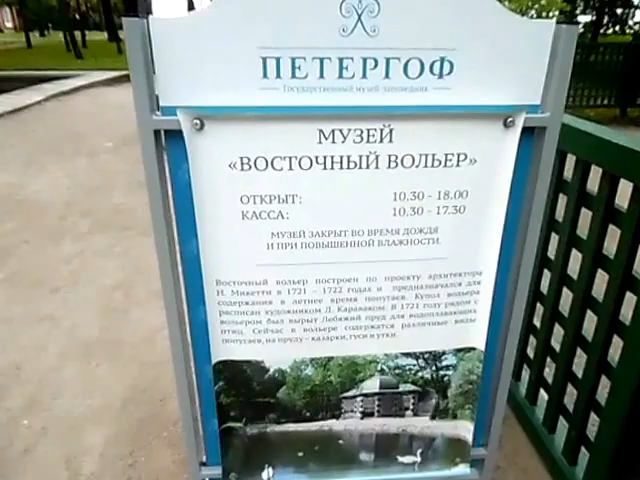 ПЕТЕРГОФ
Государственный музей-заповедник
МУЗЕЙ
«ВОСТОЧНЫЙ ВОЛЬЕР»
ОТКРЫТ: 10.30 - 18.00
КАССА: 10.30 - 17.30
МУЗЕЙ ЗАКРЫТ ВО ВРЕМЯ ДОЖДЯ
И ПРИ ПОВЫШЕННОЙ ВЛАЖНОСТИ.
Восточный вольер построен по проекту архитектора
Н. Микетти в 1721 – 1722 годах и предназначался для
содержания в летнее время попугаев. Купол вольера
расписан художником Л. Караваком. В 1721 году рядом с
вольером был вырыт Лебяжий пруд для водоплавающих
птиц. Сейчас в вольере содержатся различные виды
попугаев, на пруду – казарки, гуси и утки.